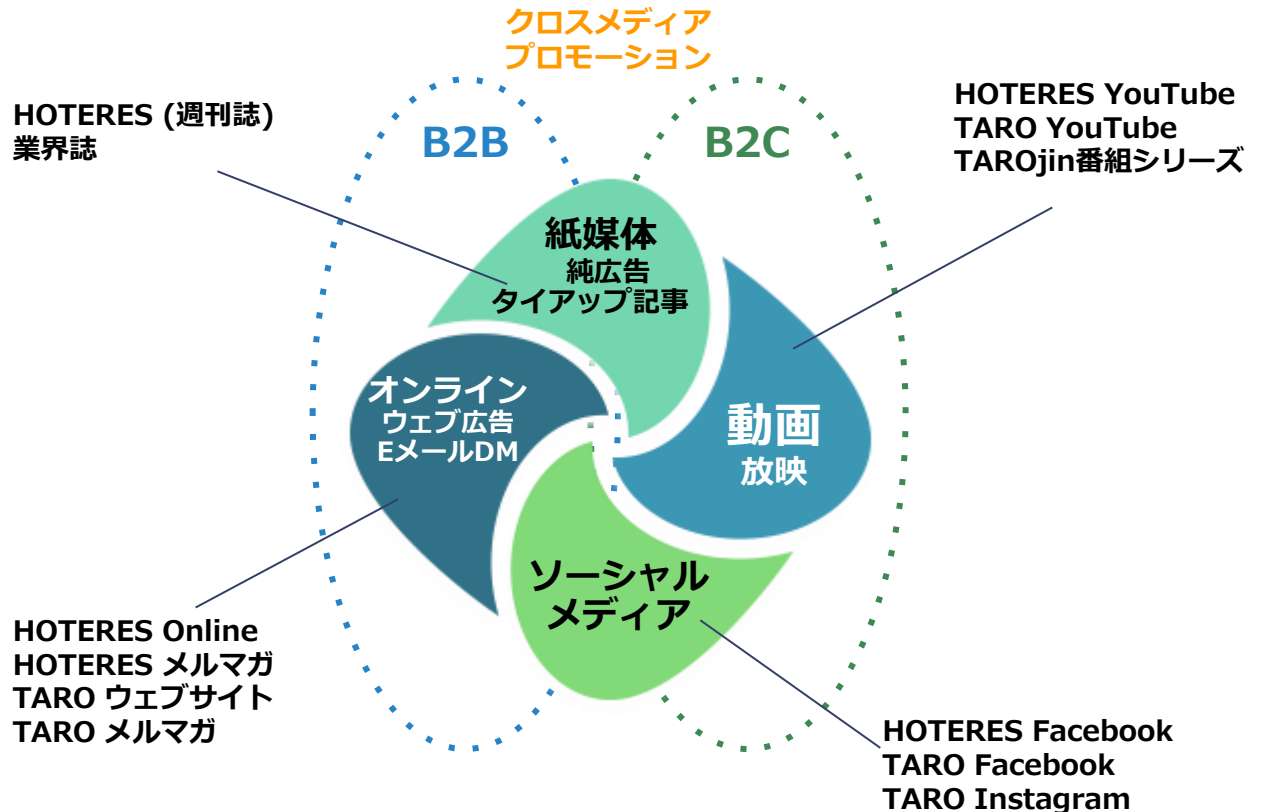 クロスメディア
プロモーション
HOTERES (週刊誌)
業界誌
B2B
B2C
HOTERES YouTube
TARO YouTube
TAROjin番組シリーズ
紙媒体
純広告
タイアップ記事
オンライン
ウェブ広告
EメールDM
動画
放映
ソーシャル
メディア
HOTERES Online
HOTERES メルマガ
TARO ウェブサイト
TARO メルマガ
HOTERES Facebook
TARO Facebook
TARO Instagram